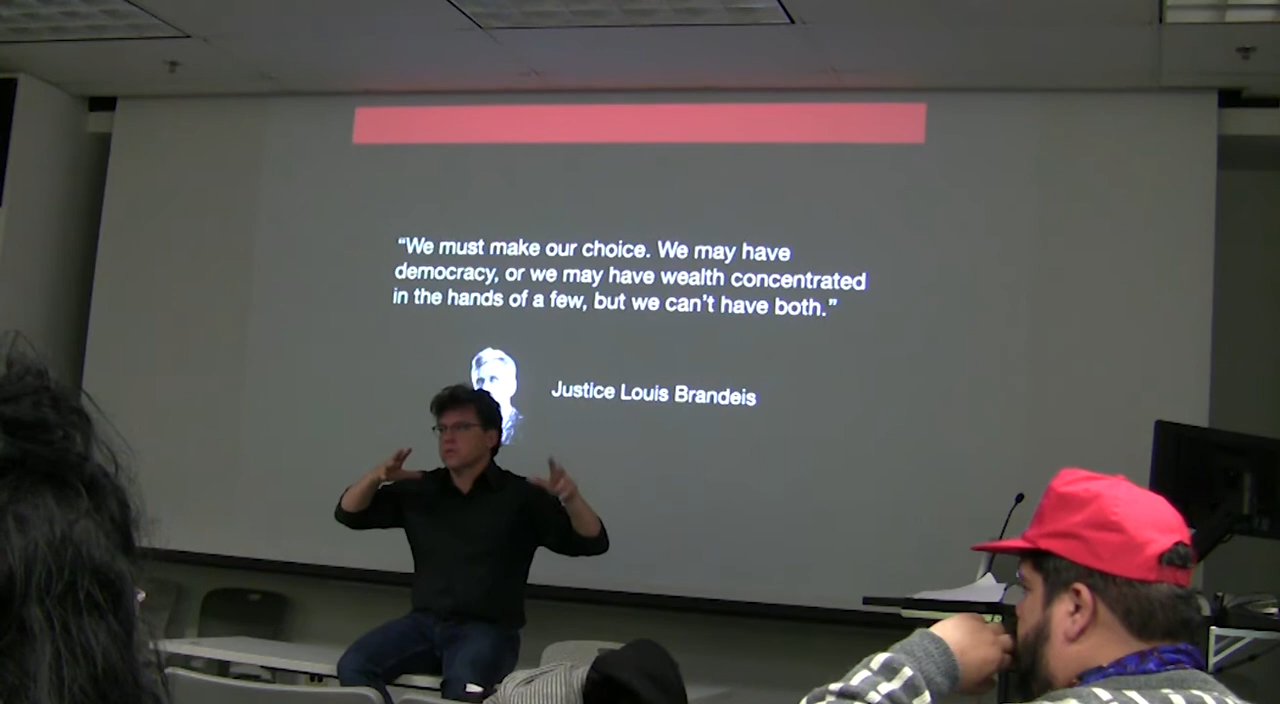 “We must make our choice. We may have
democracy, or we may have wealth concentrated
in the hands of a few, but we can’t have both.”
Justice Louis Brandeis